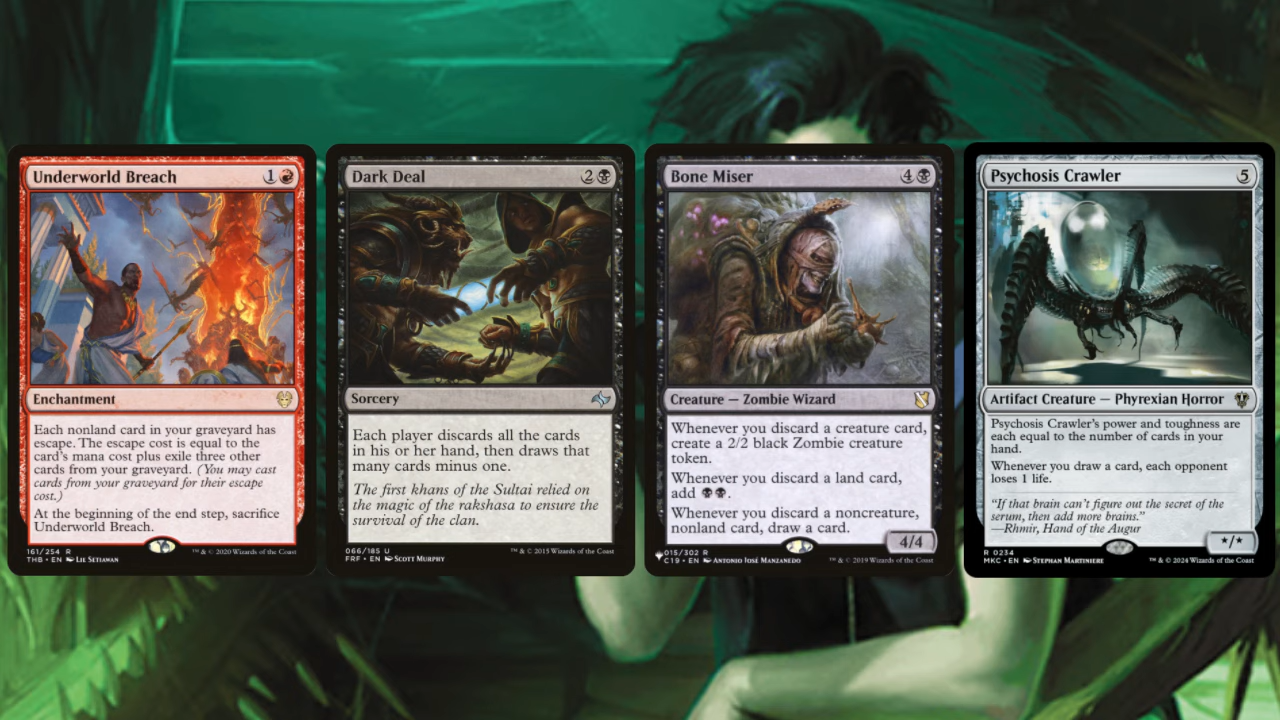 Underworld Breach 1
Enchantment
Each nonland card in your graveyard has
escape. The escape cost is equal to the
card's mana cost plus exile three other
cards from your graveyard. (You may cast
cards from your graveyard for their escape
cost.)
At the beginning of the end step, sacrifice
Underworld Breach.
161/254 R
THB • EN LIE SETIAWAN
™ & © 2020 Wizards of the Coast
Dark Deal 2
Sorcery
Each player discards all the cards
in his or her hand, then draws that
many cards minus one.
The first khans of the Sultai relied on
the magic of the rakshasa to ensure the
survival of the clan.
066/185 U
FRF • EN SCOTT MURPHY
™ & © 2015 Wizards of the Coast
Bone Miser 4
Creature — Zombie Wizard
Whenever you discard a creature card,
create a 2/2 black Zombie creature
token.
Whenever you discard a land card,
add .
Whenever you discard a noncreature,
nonland card, draw a card.
4/4
015/302 R
C19 • EN ANTONIO JOSÉ MANZANEDO
™ & © 2019 Wizards of the Coast
Psychosis Crawler 5
Artifact Creature — Phyrexian Horror
Psychosis Crawler's power and toughness are
each equal to the number of cards in your
hand.
Whenever you draw a card, each opponent
loses 1 life.
"If that brain can't figure out the secret of the
serum, then add more brains."
—Rhmir, Hand of the Augur
*/*
R 0234
MKC • EN STEPHAN MARTINIERE
™ & © 2024 Wizards of the Coast